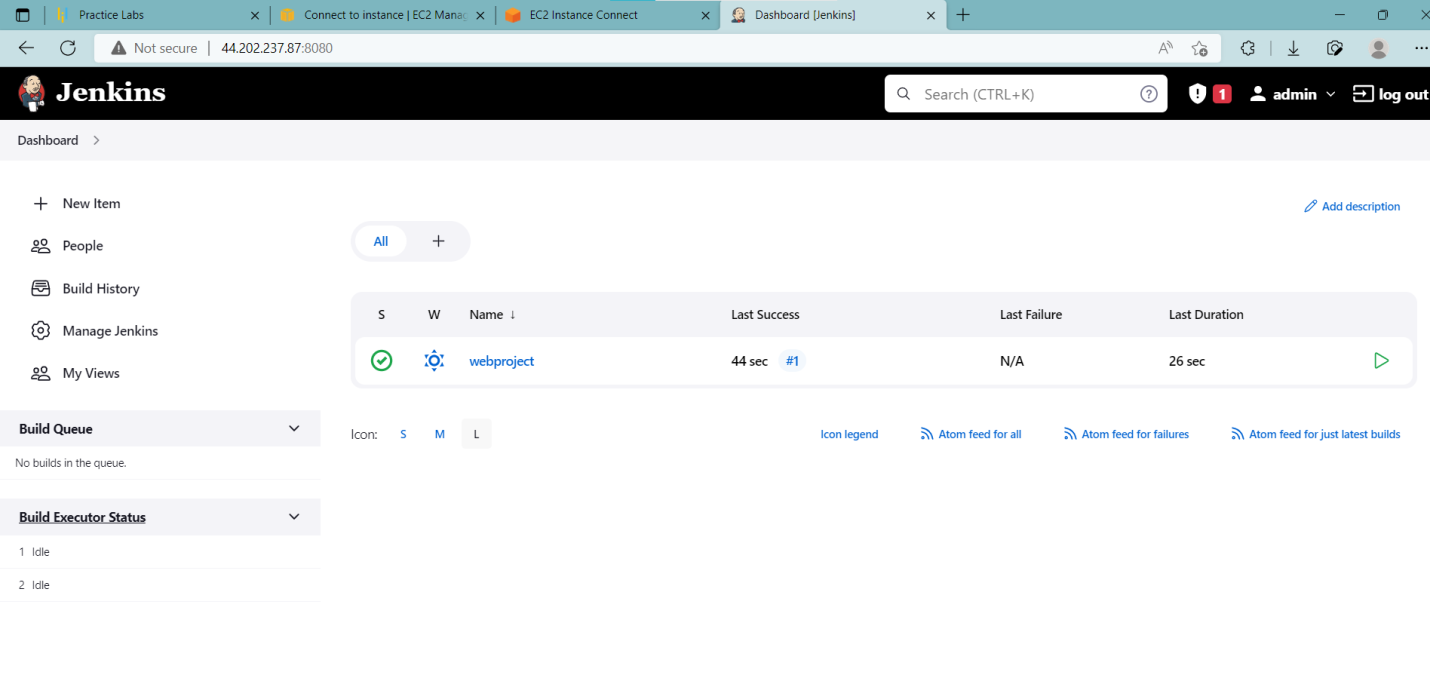 Practice Labs
Connect to instance | EC2 Manag
EC2 Instance Connect
Dashboard [Jenkins]
Not secure
44.202.237.87:8080
Jenkins
Search (CTRL+K)
1
admin
log out
Dashboard
New Item
People
Build History
Manage Jenkins
My Views
Build Queue
No builds in the queue.
Build Executor Status
1 Idle
2 Idle
Add description
All
S W Name ↓ Last Success Last Failure Last Duration
webproject 44 sec #1 N/A 26 sec
Icon: S M L
Icon legend
Atom feed for all
Atom feed for failures
Atom feed for just latest builds